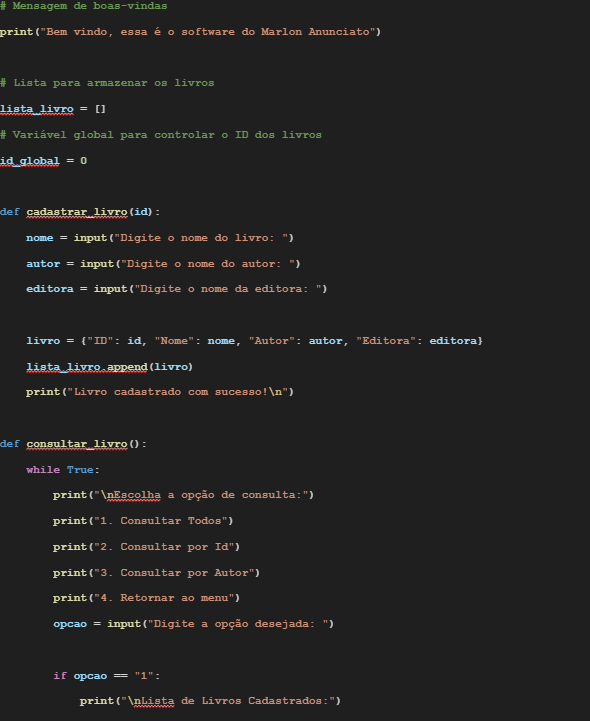 # Mensagem de boas-vindas
print("Bem vindo, essa é o software do Marlon Anunciato")
# Lista para armazenar os livros
lista_livro = []
# Variável global para controlar o ID dos livros
id_global = 0
def cadastrar_livro(id):
    nome = input("Digite o nome do livro: ")
    autor = input("Digite o nome do autor: ")
    editora = input("Digite o nome da editora: ")
    livro = {"ID": id, "Nome": nome, "Autor": autor, "Editora": editora}
    lista_livro.append(livro)
    print("Livro cadastrado com sucesso!\n")
def consultar_livro():
    while True:
        print("\nEscolha a opção de consulta:")
        print("1. Consultar Todos")
        print("2. Consultar por Id")
        print("3. Consultar por Autor")
        print("4. Retornar ao menu")
        opcao = input("Digite a opção desejada: ")
        if opcao == "1":
            print("\nLista de Livros Cadastrados:")